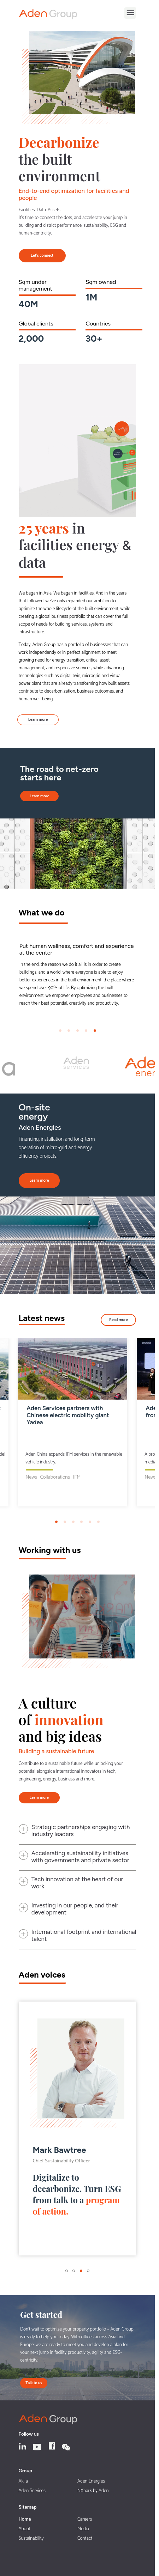 Aden Group
Decarbonize
the built
environment
End-to-end optimization for facilities and
people
Facilities. Data. Assets.
It's time to connect the dots, and accelerate your jump in
building and district performance, sustainability, ESG and
human-centricity.
Let's connect
Sqm under
management
40M
Sqm owned
1M
Global clients
2,000
Countries
30+
25 years in
facilities energy &
data
We began in Asia. We began in facilities. And in the years
that followed, we've only expanded our ambition to
optimize the whole lifecycle of the built environment, while
creating a global business portfolio that can cover the full
scope of needs for building services, systems and
infrastructure.
Today, Aden Group has a portfolio of businesses that can
work independently or in perfect alignment to meet
growing need for energy transition, critical asset
management, and responsive services; while advancing
technologies such as digital twin, microgrid and virtual
power plant that are already transforming how built assets
contribute to decarbonization, business outcomes, and
human well-being.
Learn more
The road to net-zero
starts here
Learn more
What we do
Put human wellness, comfort and experience
at the center
In the end, the reason we do it all is in order to create
buildings, and a world, where everyone is able to enjoy
better experiences in the built environment, the place where
we spend over 90% of life. By Optimizing the built
environment, we empower employees and businesses to
reach their best potential, creativity and productivity.
Aden
services
Ade
ener
On-site
energy
Aden Energies
Financing, installation and long-term
operation of micro-grid and energy
efficiency projects.
Learn more
Latest news
Read more
Aden Services partners with
Chinese electric mobility giant
Yadea
Aden China expands IFM services in the renewable
vehicle industry.
News Collaborations IFM
Working with us
A culture
of innovation
and big ideas
Building a sustainable future
Contribute to a sustainable future while unlocking your
potential alongside international innovators in tech,
engineering, energy, business and more.
Learn more
Strategic partnerships engaging with
industry leaders
Accelerating sustainability initiatives
with governments and private sector
Tech innovation at the heart of our
work
Investing in our people, and their
development
International footprint and international
talent
Aden voices
Mark Bawtree
Chief Sustainability Officer
Digitalize to
decarbonize. Turn ESG
from talk to a program
of action.
Get started
Don't wait to optimize your property portfolio - Aden Group
is ready to help you today. With offices across Asia and
Europe, we are ready to meet you and develop a plan for
your next jump in facility productivity, safety and ESG-
centricity.
Talk to us
Aden Group
Follow us
Group
Akila
Aden Energies
Aden Services
NXpark by Aden
Sitemap
Home
Careers
About
Media
Sustainability
Contact